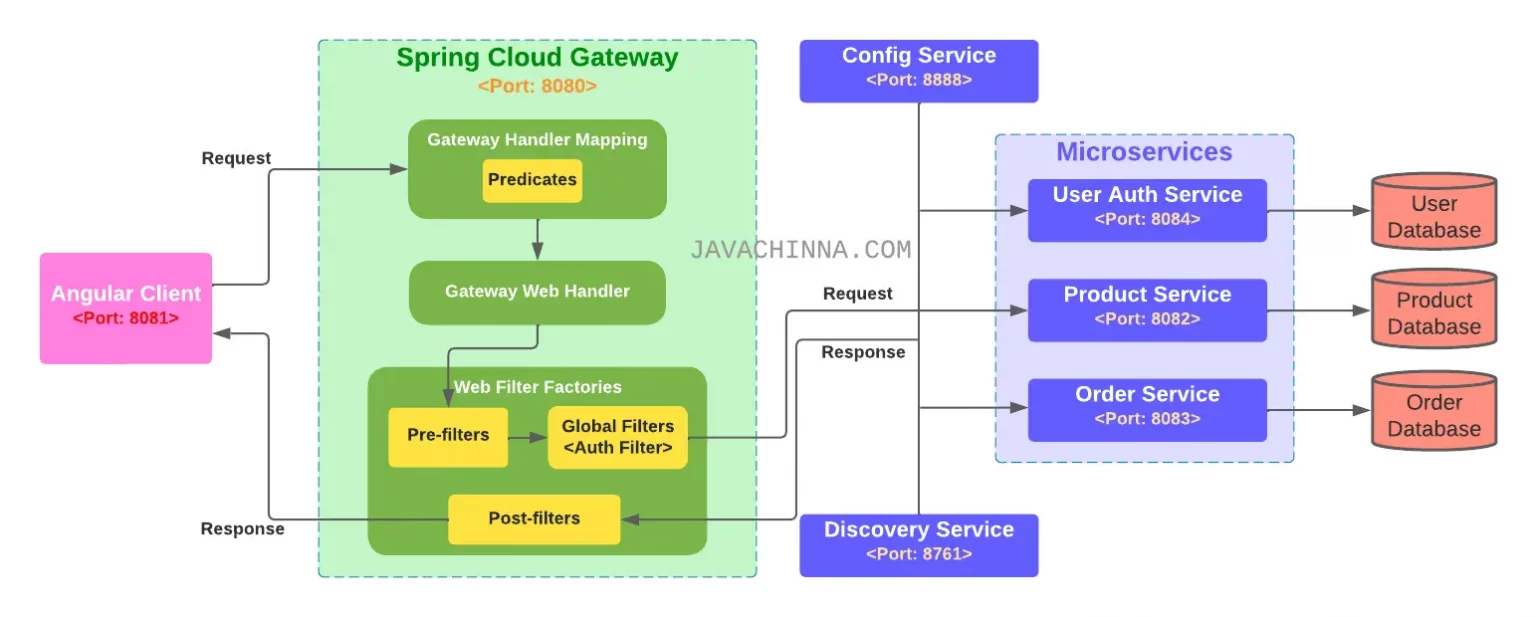 Spring Cloud Gateway
<Port: 8080>
Gateway Handler Mapping
Predicates
Gateway Web Handler
Web Filter Factories
Pre-filters
Global Filters
<Auth Filter>
Post-filters
Request
Angular Client
<Port: 8081>
Response
JAVACHINNA.COM
Request
Response
Config Service
<Port: 8888>
Microservices
User Auth Service
<Port: 8084>
Product Service
<Port: 8082>
Order Service
<Port: 8083>
Discovery Service
<Port: 8761>
User
Database
Product
Database
Order
Database